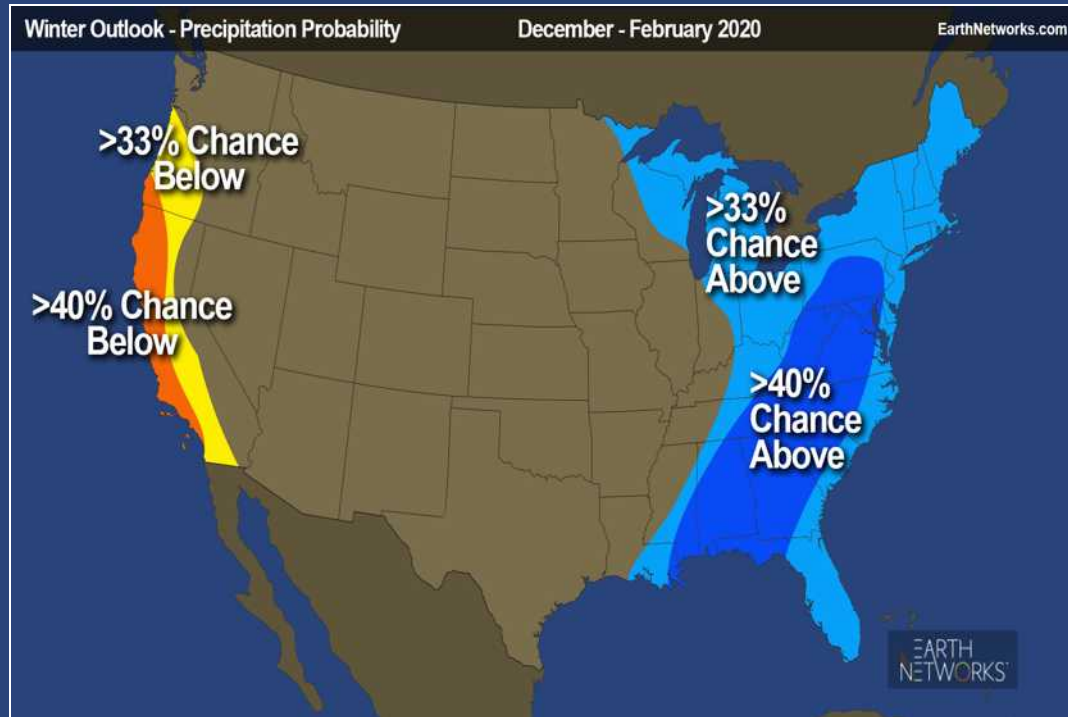 Winter Outlook - Precipitation Probability
December - February 2020
EarthNetworks.com
>33% Chance
Below
>40% Chance
Below
>33%
Chance
Above
>40%
Chance
Above
EARTH
NETWORKS